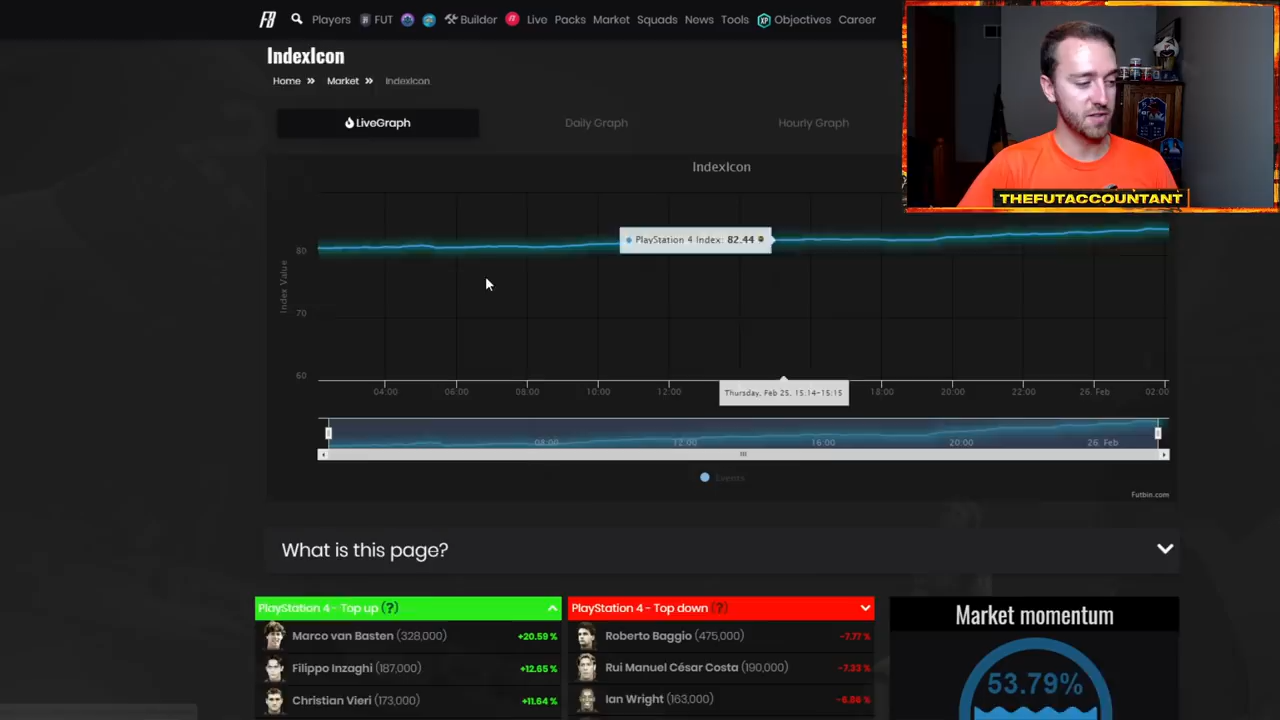 Players FUT Builder Live Packs Market Squads News Tools XP Objectives Career
IndexIcon
Home » Market » IndexIcon
LiveGraph Daily Graph Hourly Graph
IndexIcon
THEFUTACCOUNTANT
PlayStation 4 Index: 82.44
80
70
60
Index Value
04:00 06:00 08:00 10:00 12:00 18:00 20:00 22:00 26. Feb 02:00
Thursday, Feb 25, 15:14-15:15
08:00 12:00 16:00 20:00 26. Feb
Events
Futbin.com
What is this page?
PlayStation 4 - Top up (?)
Marco van Basten (328,000) +20.59 %
Filippo Inzaghi (187,000) +12.65 %
Christian Vieri (173,000) +11.64 %
PlayStation 4 - Top down (?)
Roberto Baggio (475,000) -7.77 %
Rui Manuel César Costa (190,000) -7.33 %
Ian Wright (163,000) -6.86 %
Market momentum
53.79%